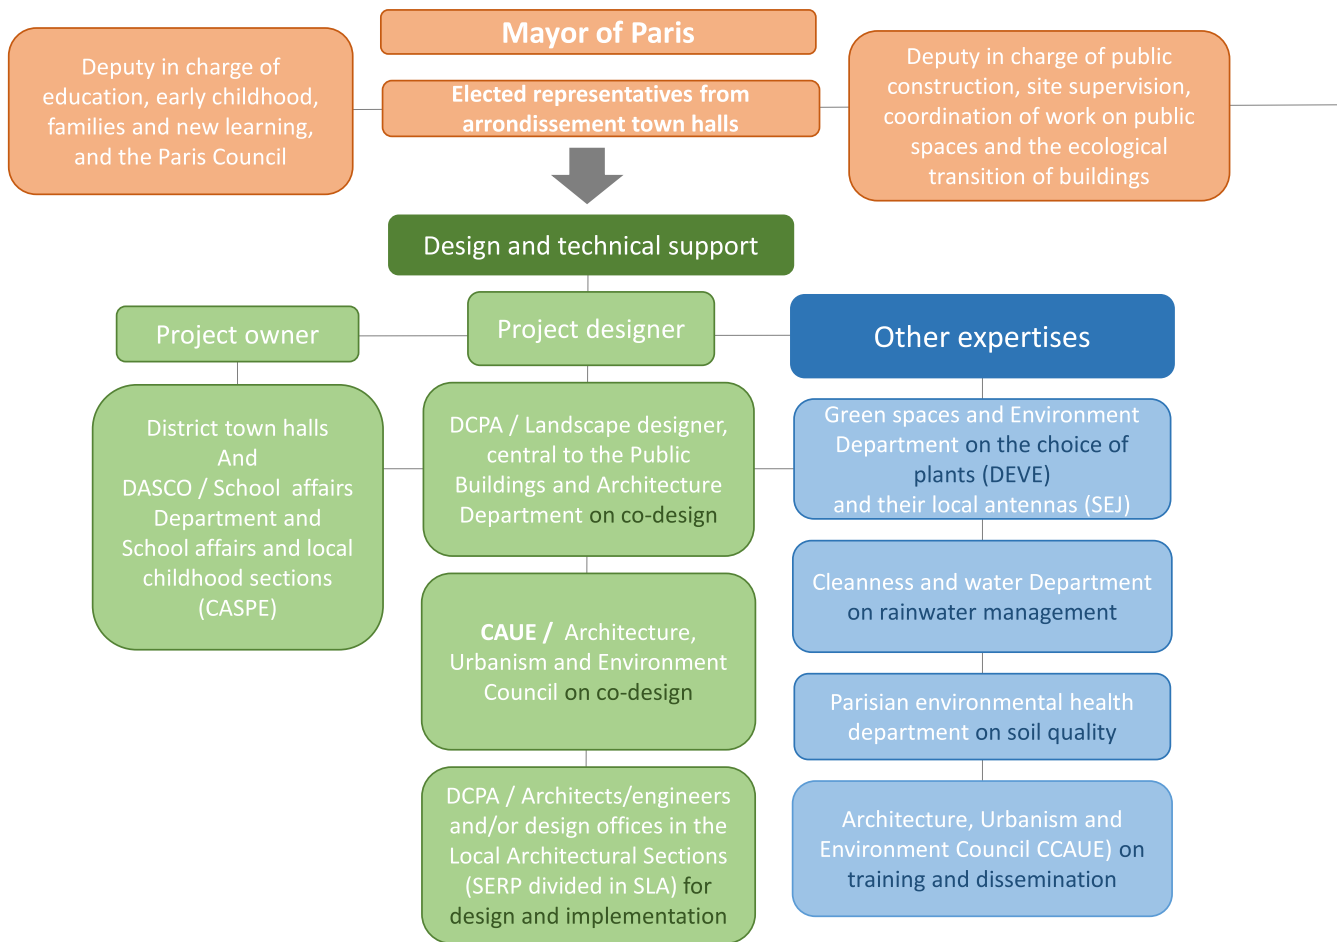 Mayor of Paris
Deputy in charge of
education, early childhood,
families and new learning,
and the Paris Council
Elected representatives from
arrondissement town halls
Deputy in charge of public
construction, site supervision,
coordination of work on public
spaces and the ecological
transition of buildings
Design and technical support
Project owner
Project designer
Other expertises
District town halls
And
DASCO / School affairs
Department and
School affairs and local
childhood sections
(CASPE)
DCPA / Landscape designer,
central to the Public
Buildings and Architecture
Department on co-design
CAUE / Architecture,
Urbanism and Environment
Council on co-design
DCPA / Architects/engineers
and/or design offices in the
Local Architectural Sections
(SERP divided in SLA) for
design and implementation
Green spaces and Environment
Department on the choice of
plants (DEVE)
and their local antennas (SEJ)
Cleanness and water Department
on rainwater management
Parisian environmental health
department on soil quality
Architecture, Urbanism and
Environment Council CCAUE) on
training and dissemination